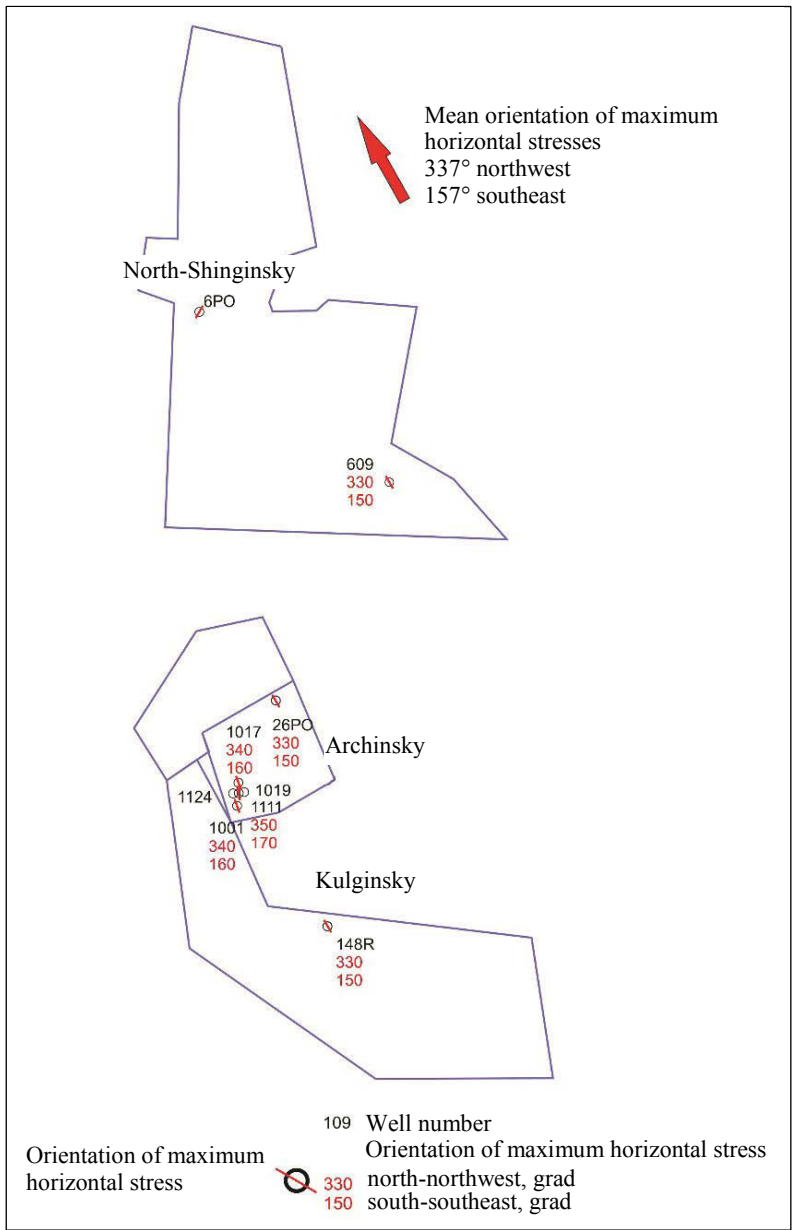 Mean orientation of maximum
horizontal stresses
337° northwest
157° southeast
North-Shinginsky
6PO
609
330
150
1017
340
160
26PO
330
150
Archinsky
1124
1019
1111
350
170
1001
340
160
Kulginsky
148R
330
150
109 Well number
Orientation of maximum
horizontal stress
Orientation of maximum horizontal stress
330 north-northwest, grad
150 south-southeast, grad